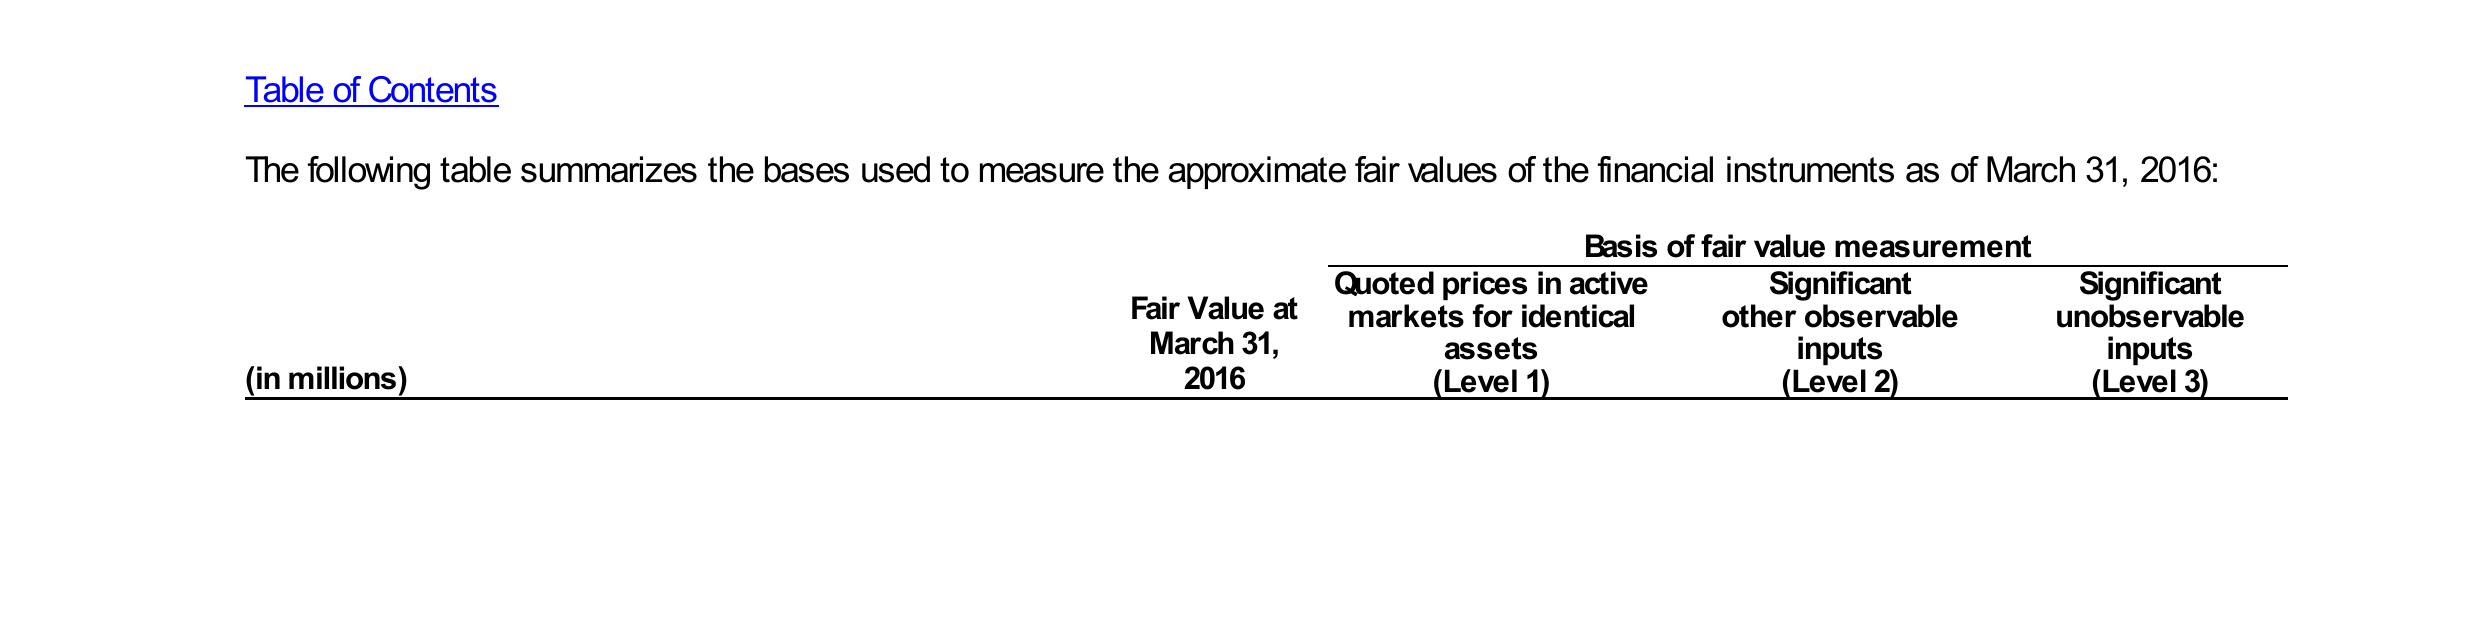 Table of Contents
The following table summarizes the bases used to measure the approximate fair values of the financial instruments as of March 31, 2016:
Basis of fair value measurement
(in millions)
Fair Value at
March 31,
2016
Quoted prices in active
markets for identical
assets
(Level 1)
Significant
other observable
inputs
(Level 2)
Significant
unobservable
inputs
(Level 3)